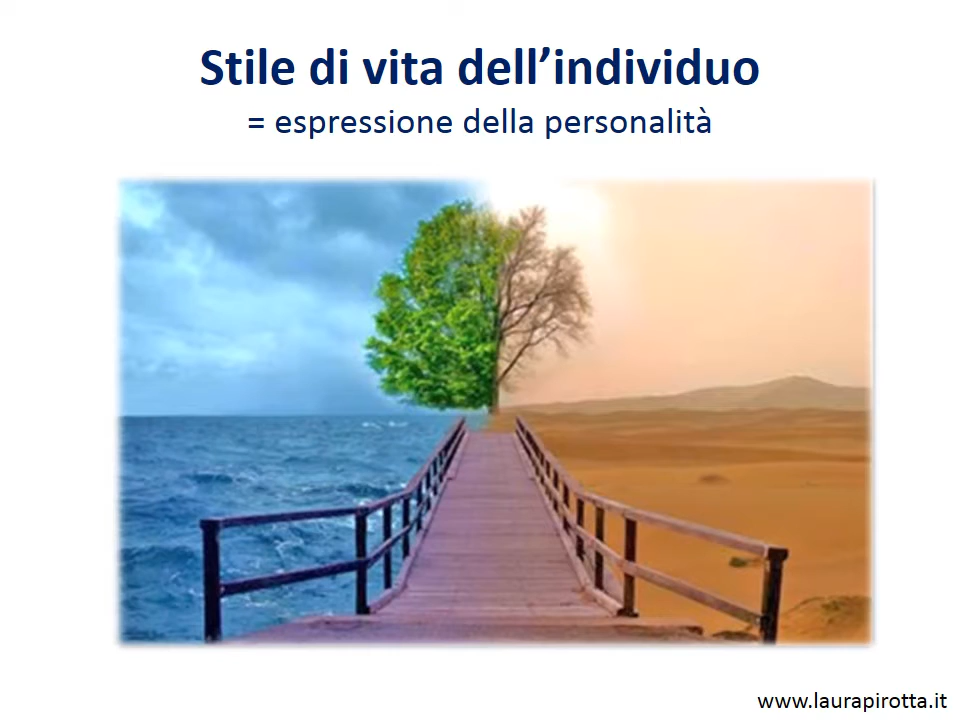 Stile di vita dell’individuo
= espressione della personalità
www.laurapirotta.it